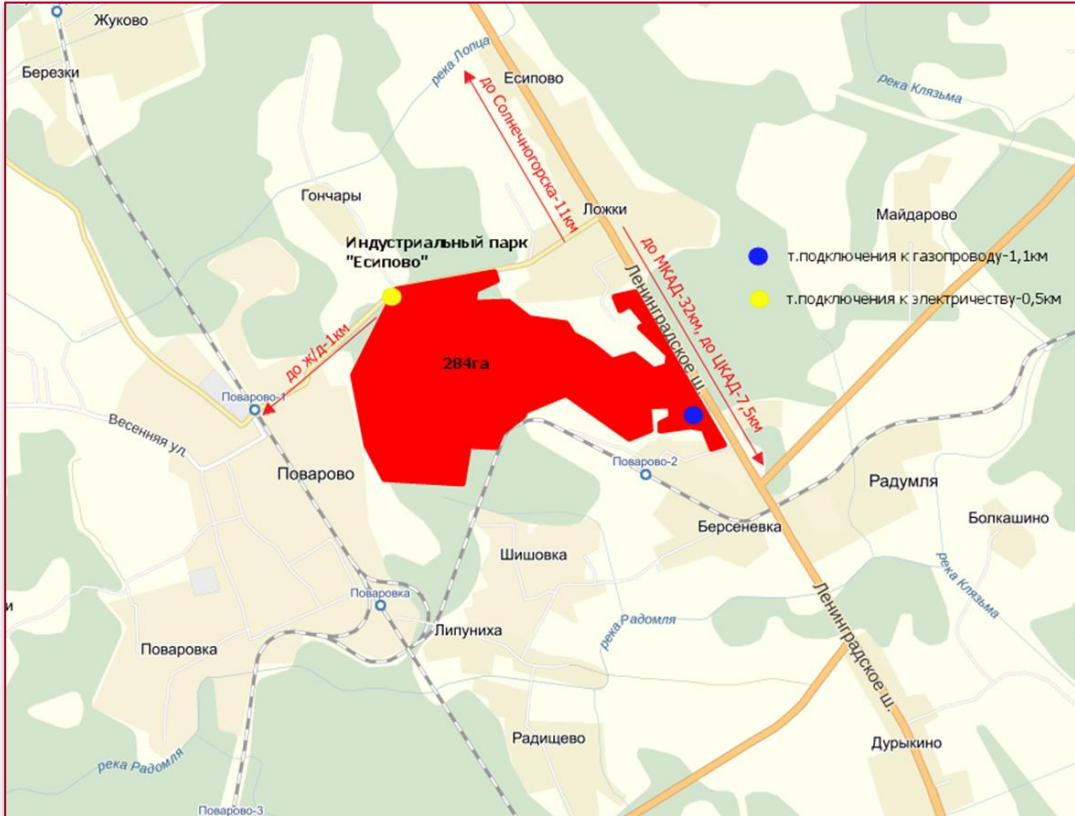 Жуково
Березки
река Лопца
Есипово
река Клязьма
до Солнечногорска-11км
Гончары
Ложки
Майдарово
Индустриальный парк
"Есипово"
т.подключения к газопроводу-1,1км
т.подключения к электричеству-0,5км
Ленинградское ш.
до МКАД-32км, до ЦКАД-7,5км
до ж/д-1км
284га
Поварово-1
Весенняя ул.
Поварово
Поварово-2
Радумля
Берсеневка
Болкашино
Шишовка
река Клязьма
Поваровка
и
река Радомля
Ленинградское ш.
Липуниха
Поваровка
Радищево
Дурыкино
река Радомля
Поварово-3